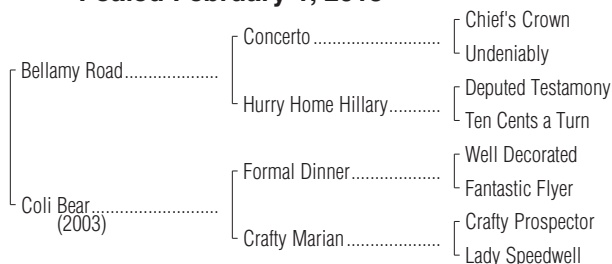 Foaled February 1, 2013
Chief's Crown
Concerto
Undeniably
Bellamy Road
Deputed Testamony
Hurry Home Hillary
Ten Cents a Turn
Well Decorated
Formal Dinner
Fantastic Flyer
Coli Bear
(2003)
Crafty Prospector
Crafty Marian
Lady Speedwell